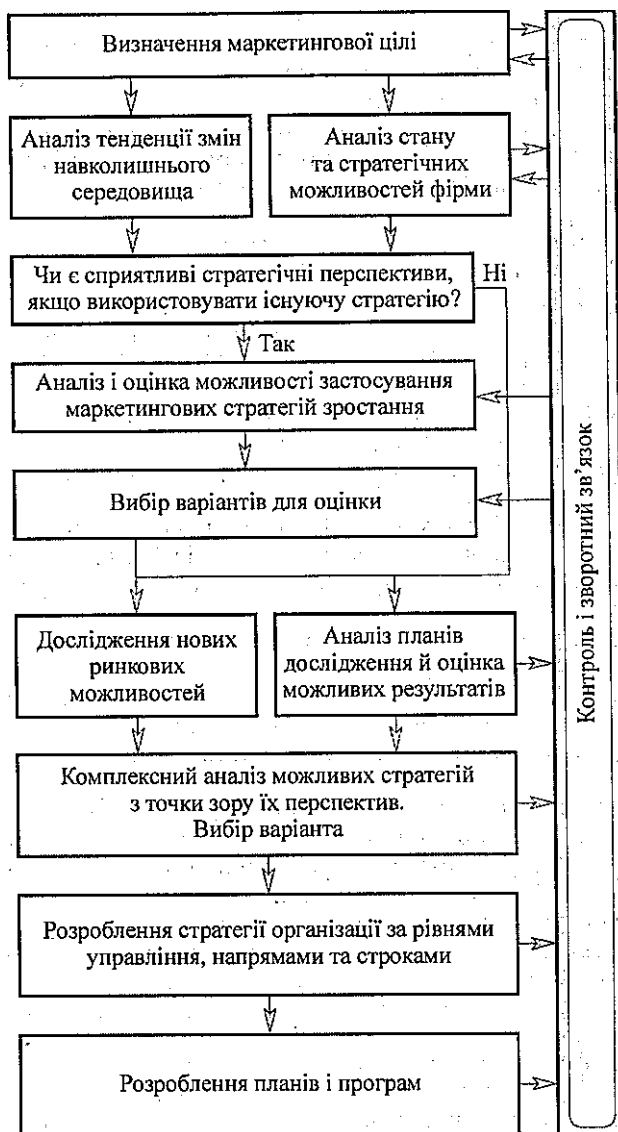 Визначення маркетингової цілі
Аналіз тенденції змін
навколишнього
середовища
Аналіз стану
та стратегічних
можливостей фірми
Чи є сприятливі стратегічні перспективи,
якщо використовувати існуючу стратегію?
Ні
Так
Аналіз і оцінка можливості застосування
маркетингових стратегій зростання
Вибір варіантів для оцінки
Дослідження нових
ринкових
можливостей
Аналіз планів
дослідження й оцінка
можливих результатів
Комплексний аналіз можливих стратегій
з точки зору їх перспектив.
Вибір варіанта
Розроблення стратегії організації за рівнями
управління, напрямами та строками
Розроблення планів і програм
Контроль і зворотний зв’язок